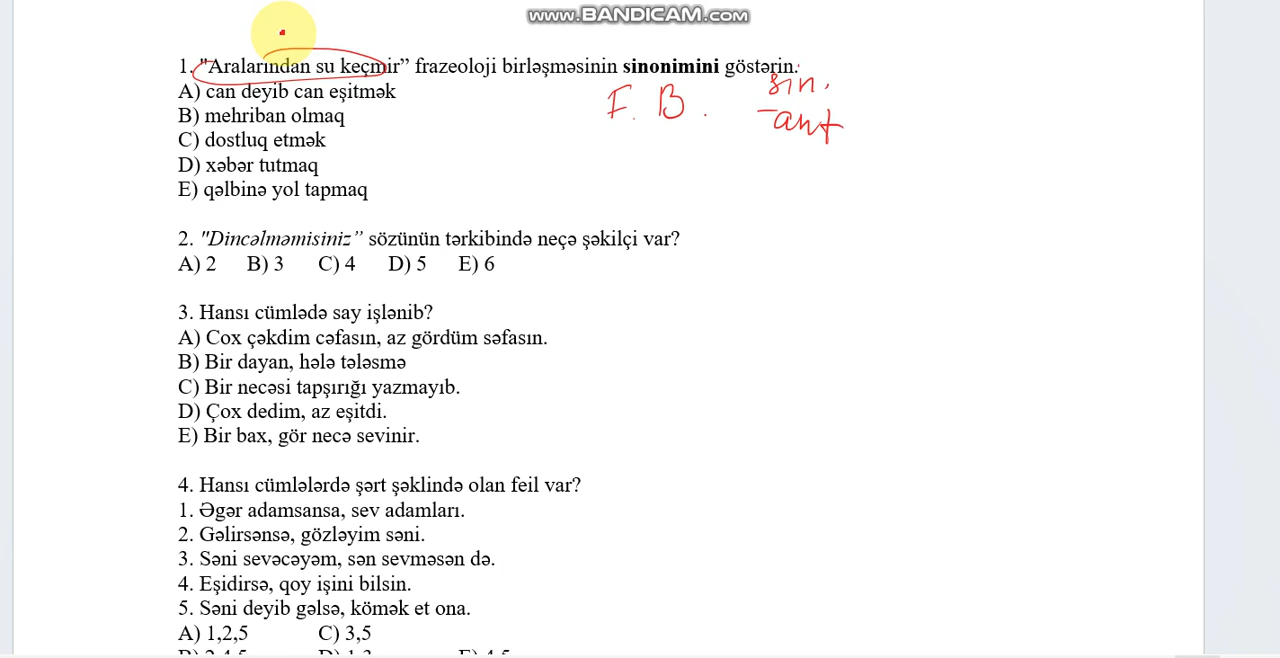 www.BANDICAM.com
1. "Aralarından su keçmir” frazeoloji birləşməsinin sinonimini göstərin.
A) can deyib can eşitmək
B) mehriban olmaq
C) dostluq etmək
D) xəbər tutmaq
E) qəlbinə yol tapmaq
F. B.
sin.
-ant
2. "Dincəlməmisiniz” sözünün tərkibində neçə şəkilçi var?
A) 2 B) 3 C) 4 D) 5 E) 6
3. Hansı cümlədə say işlənib?
A) Cox çəkdim cəfasın, az gördüm səfasın.
B) Bir dayan, hələ tələsmə
C) Bir necəsi tapşırığı yazmayıb.
D) Çox dedim, az eşitdi.
E) Bir bax, gör necə sevinir.
4. Hansı cümlələrdə şərt şəklində olan feil var?
1. Əgər adamsansa, sev adamları.
2. Gəlirsənsə, gözləyim səni.
3. Səni sevəcəyəm, sən sevməsən də.
4. Eşidirsə, qoy işini bilsin.
5. Səni deyib gəlsə, kömək et ona.
A) 1,2,5 C) 3,5